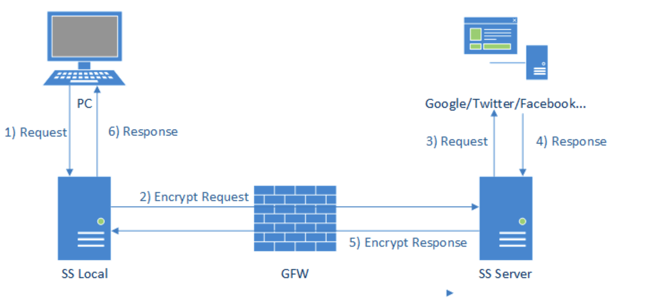 PC
Google/Twitter/Facebook...
1) Request
6) Response
3) Request
4) Response
2) Encrypt Request
5) Encrypt Response
SS Local
GFW
SS Server